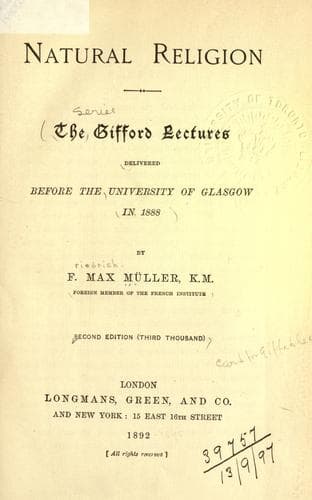 NATURAL RELIGION
series
( The Gifford Lectures
DELIVERED
BEFORE THE UNIVERSITY OF GLASGOW
IN 1888 )
BY
riedrich
F. MAX MÜLLER, K.M.
FOREIGN MEMBER OF THE FRENCH INSTITUTE
SECOND EDITION (THIRD THOUSAND)
LONDON
LONGMANS, GREEN, AND CO.
AND NEW YORK : 15 EAST 16TH STREET
1892
[ All rights reserved ]
39757
13/9/97